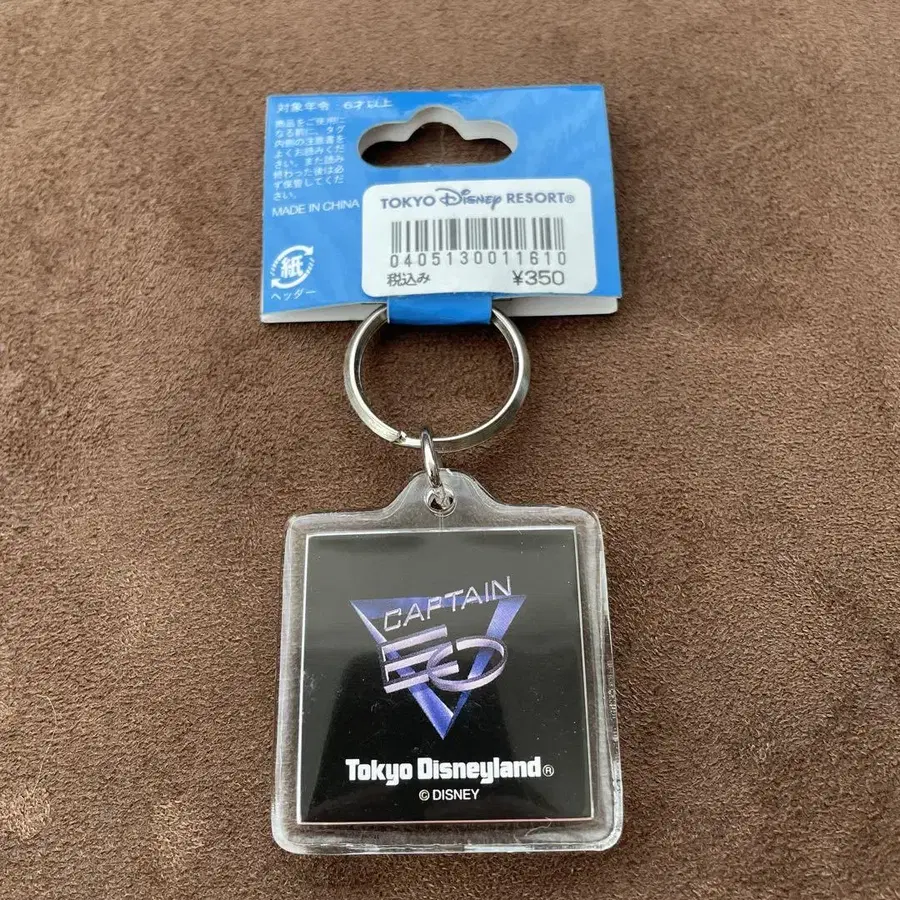 対象年令 6才以上
商品をご使用に
なる前に、タグ
内側の注意書を
よくお読みくだ
さい。また読み
終わった後は必
ず保管してくだ
さい。
MADE IN CHINA
紙
ヘッダー
TOKYO Disney RESORT®
0405130011610
税込み ¥350
CAPTAIN
EO
Tokyo Disneyland®
© DISNEY